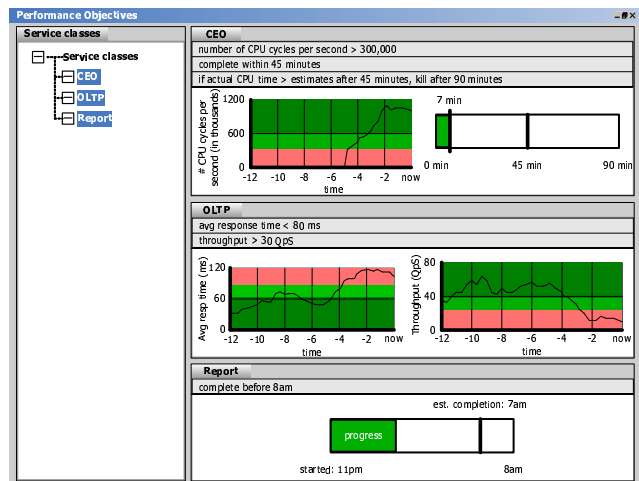 Performance Objectives
Service classes
Service classes
CEO
OLTP
Report
CEO
number of CPU cycles per second > 300,000
complete within 45 minutes
if actual CPU time > estimates after 45 minutes, kill after 90 minutes
# CPU cycles per
second (in thousands)
1200
600
0
-12 -10 -8 -6 -4 -2 now
time
7 min
0 min 45 min 90 min
OLTP
avg response time < 80 ms
throughput > 30 QpS
Avg resp time (ms)
120
60
0
-12 -10 -8 -6 -4 -2 now
time
Throughput (QpS)
80
40
0
-12 -10 -8 -6 -4 -2 now
time
Report
complete before 8am
est. completion: 7am
progress
started: 11pm 8am